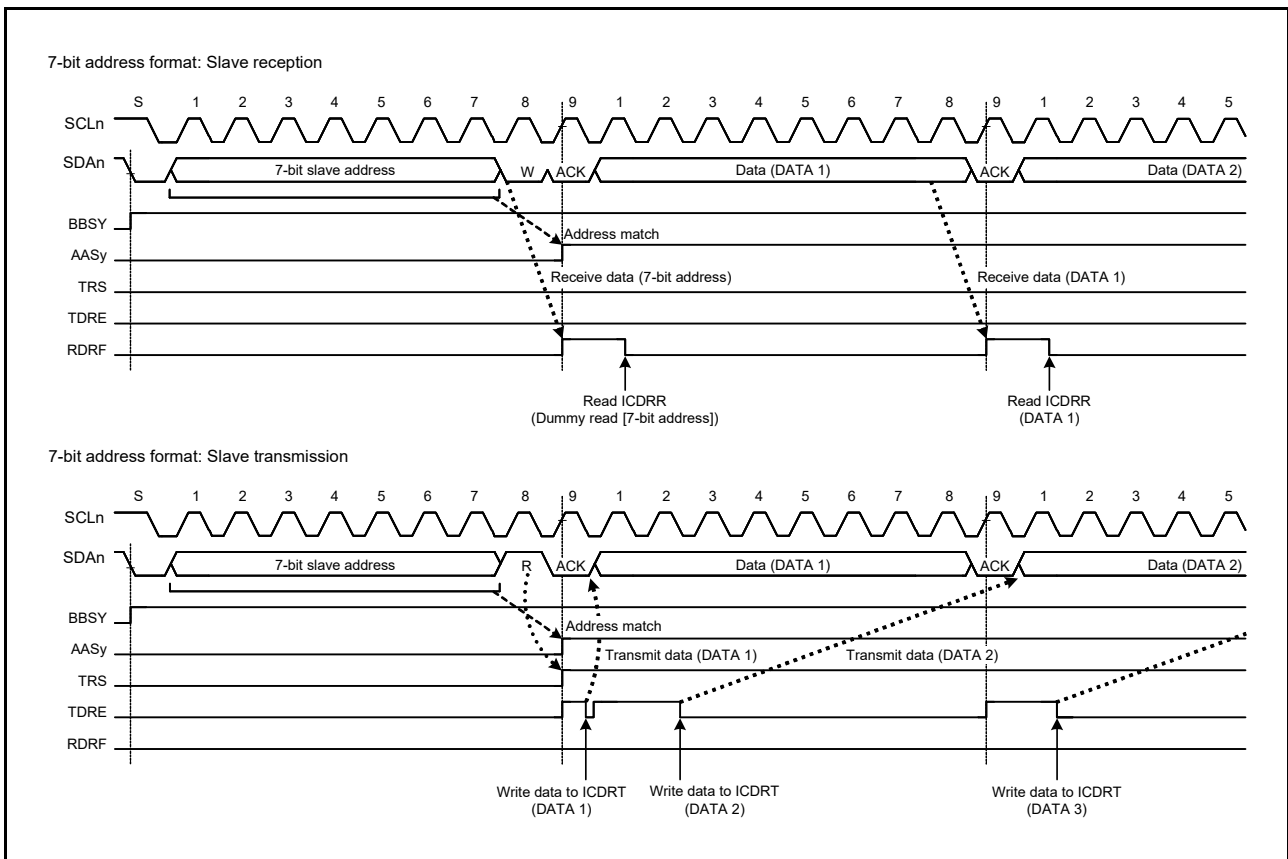 7-bit address format: Slave reception
S 1 2 3 4 5 6 7 8 9 1 2 3 4 5 6 7 8 9 1 2 3 4 5
SCLn
SDAn 7-bit slave address W ACK Data (DATA 1) ACK Data (DATA 2)
BBSY
Address match
AASy
Receive data (7-bit address) Receive data (DATA 1)
TRS
TDRE
RDRF
Read ICDRR Read ICDRR
(Dummy read [7-bit address]) (DATA 1)
7-bit address format: Slave transmission
S 1 2 3 4 5 6 7 8 9 1 2 3 4 5 6 7 8 9 1 2 3 4 5
SCLn
SDAn 7-bit slave address R ACK Data (DATA 1) ACK Data (DATA 2)
BBSY
Address match
AASy
Transmit data (DATA 1) Transmit data (DATA 2)
TRS
TDRE
RDRF
Write data to ICDRT Write data to ICDRT Write data to ICDRT
(DATA 1) (DATA 2) (DATA 3)